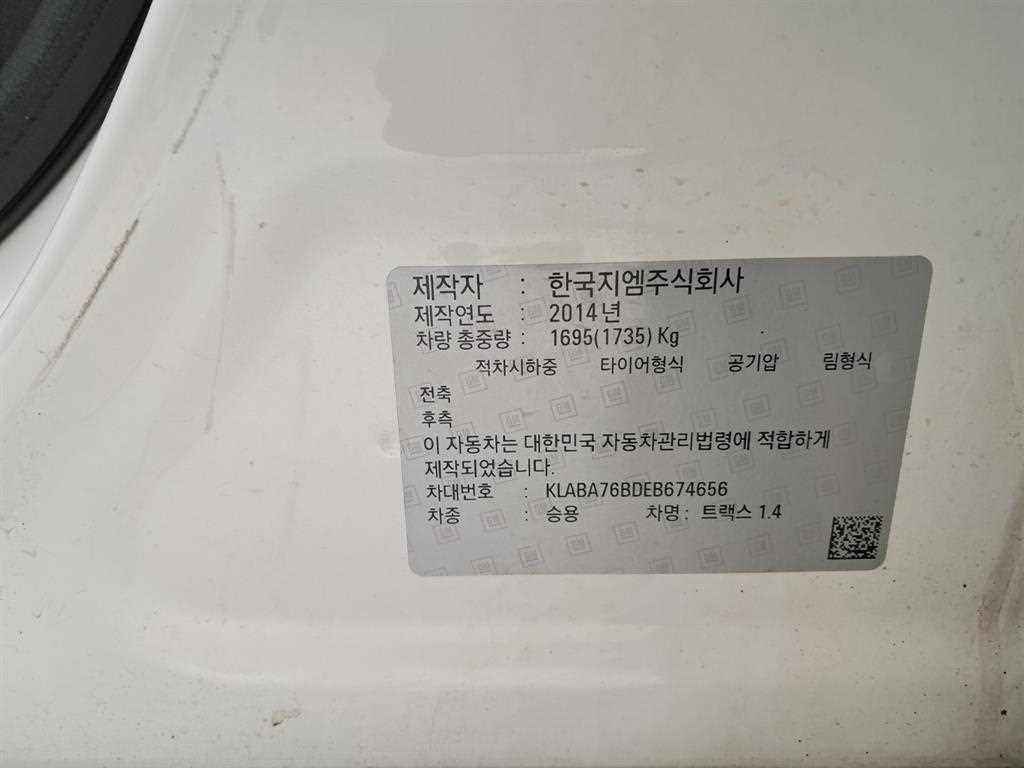 제작자 : 한국지엠주식회사
제작연도 : 2014년
차량 총중량 : 1695(1735) Kg
적차시하중 타이어형식 공기압 림형식
전축
후축
이 자동차는 대한민국 자동차관리법령에 적합하게
제작되었습니다.
차대번호 : KLABA76BDEB674656
차종 : 승용 차명 : 트랙스 1.4